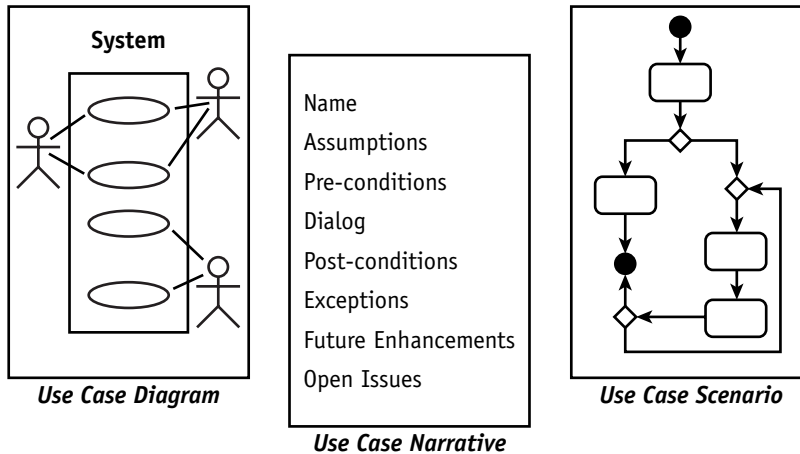 System
Use Case Diagram
Name
Assumptions
Pre-conditions
Dialog
Post-conditions
Exceptions
Future Enhancements
Open Issues
Use Case Narrative
Use Case Scenario